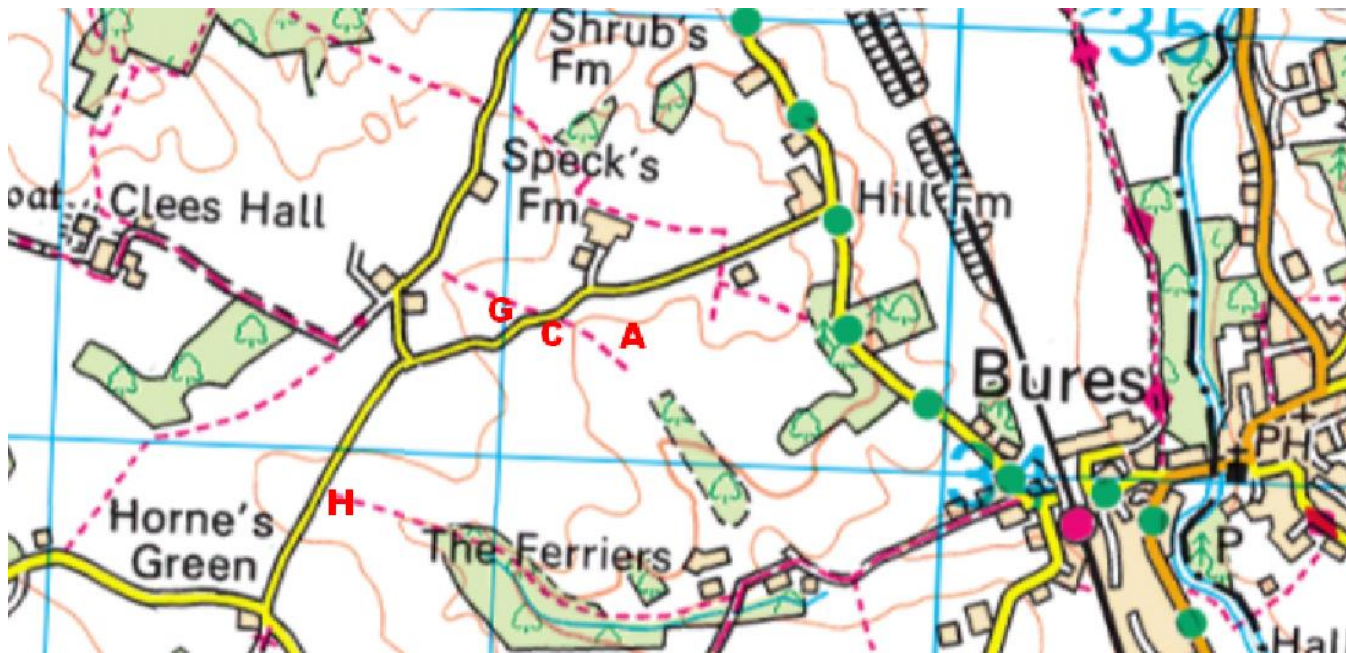 Shrub's
Fm
35
70
Speck's
Fm
oat
Clees Hall
Hill Fm
G
C
A
Bures
PH
34
H
Horne's
Green
The Ferriers
P
Hall